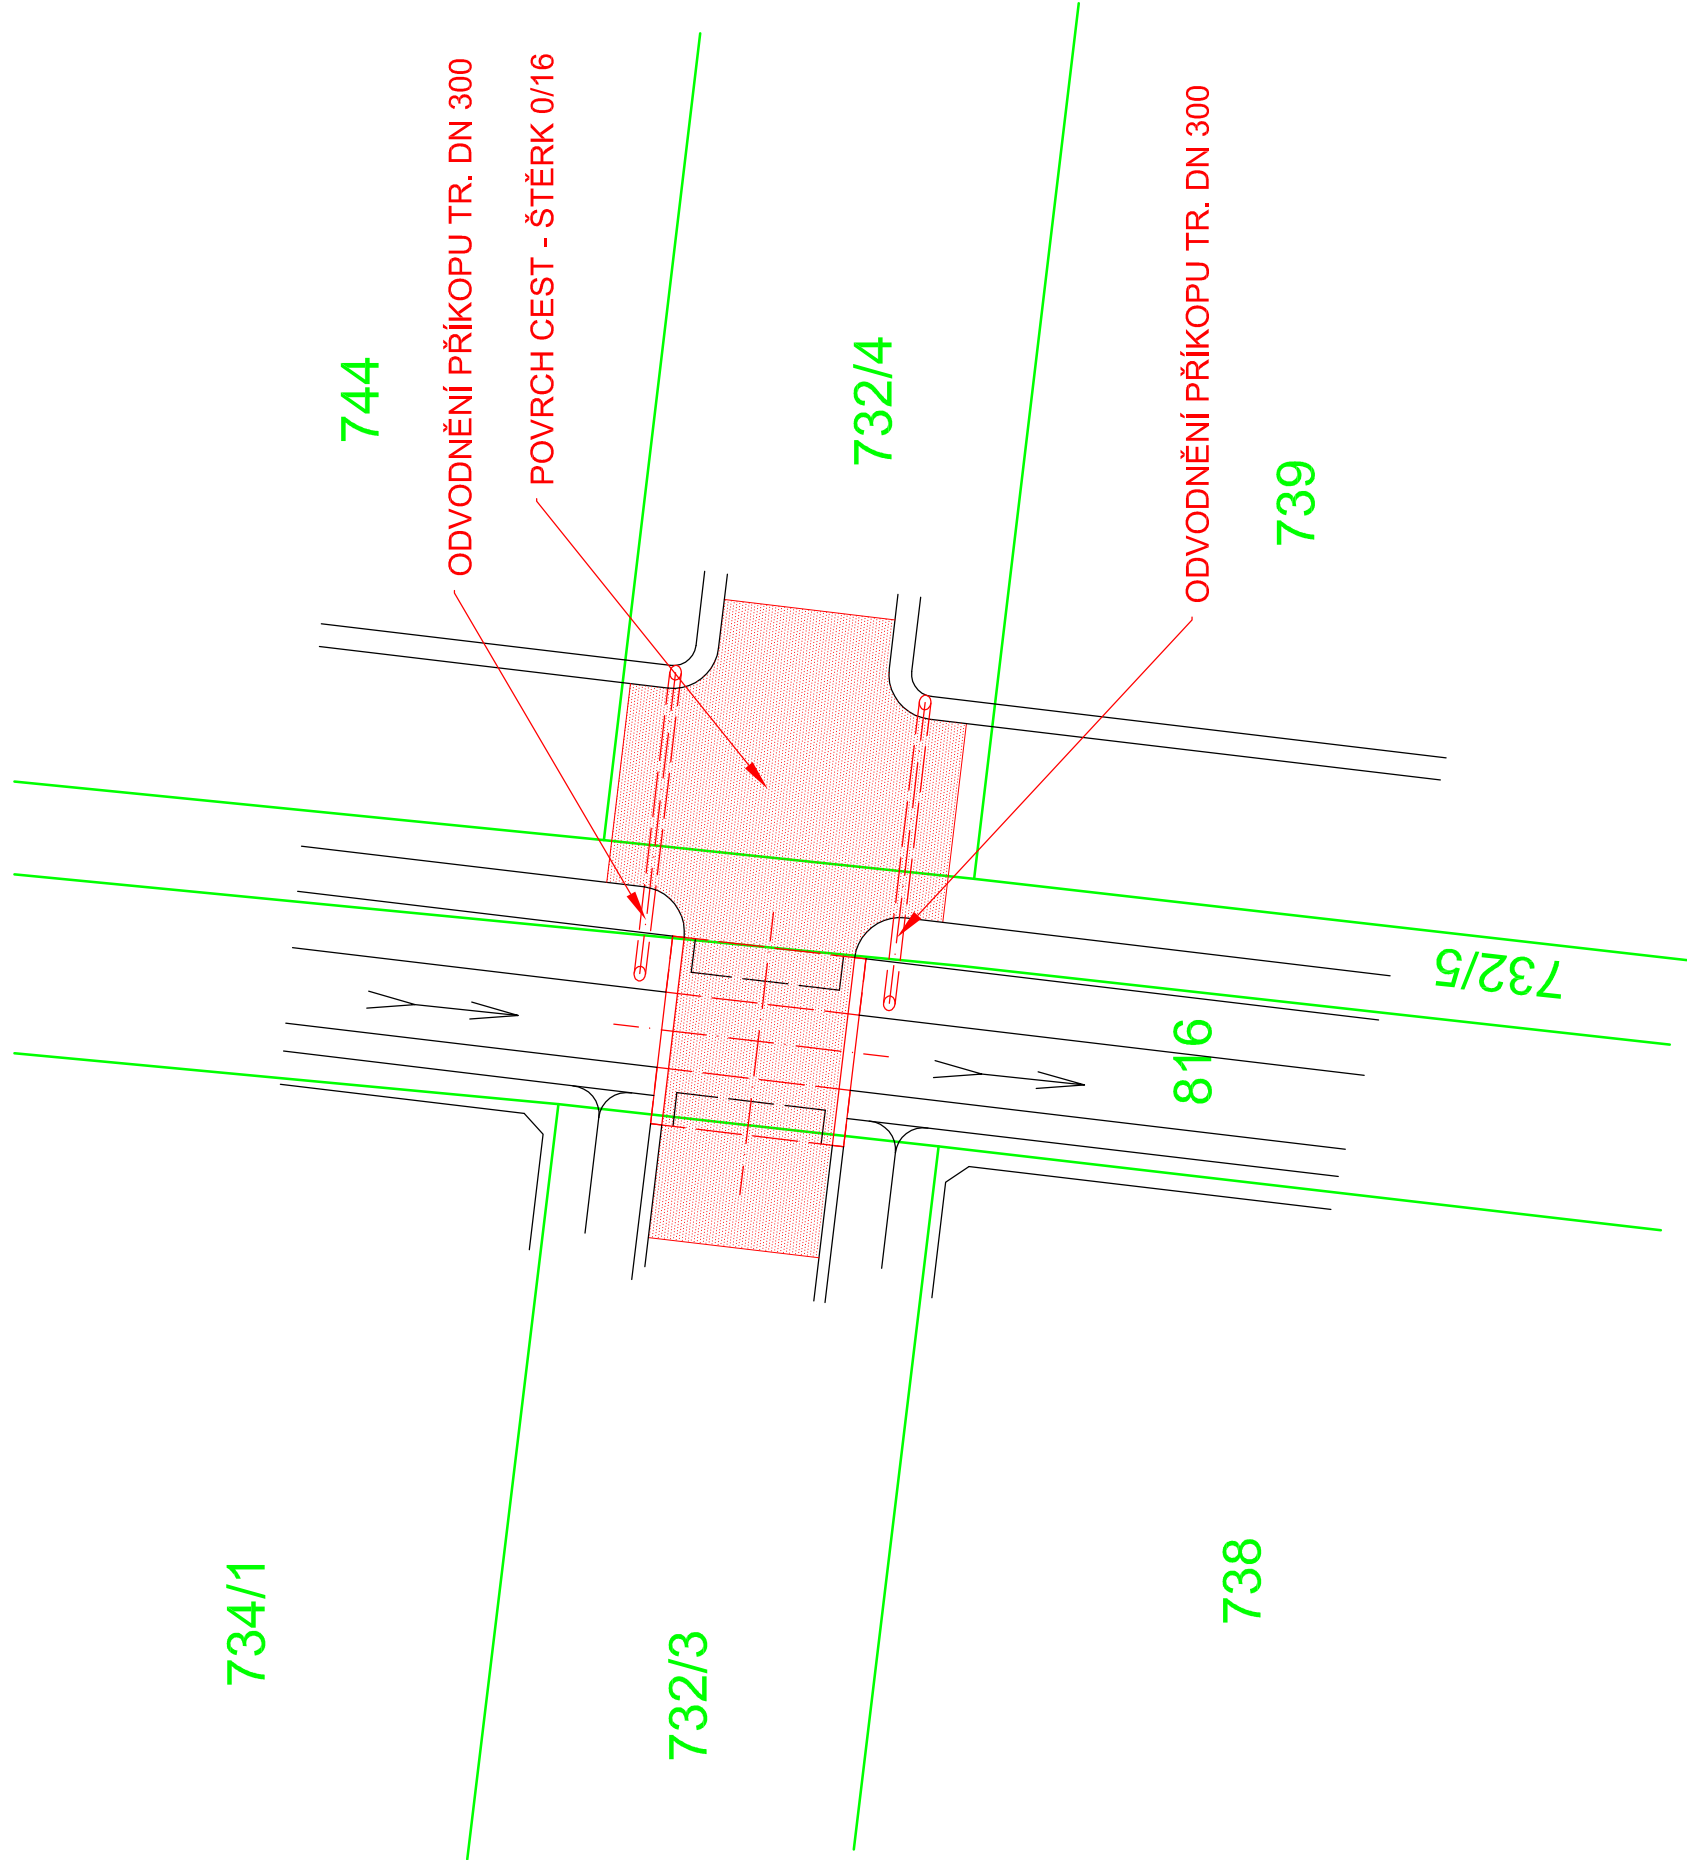 ODVODNĚNÍ PŘÍKOPU TR. DN 300
POVRCH CEST - ŠTĚRK 0/16
ODVODNĚNÍ PŘÍKOPU TR. DN 300
744
732/4
739
732/5
816
734/1
732/3
738